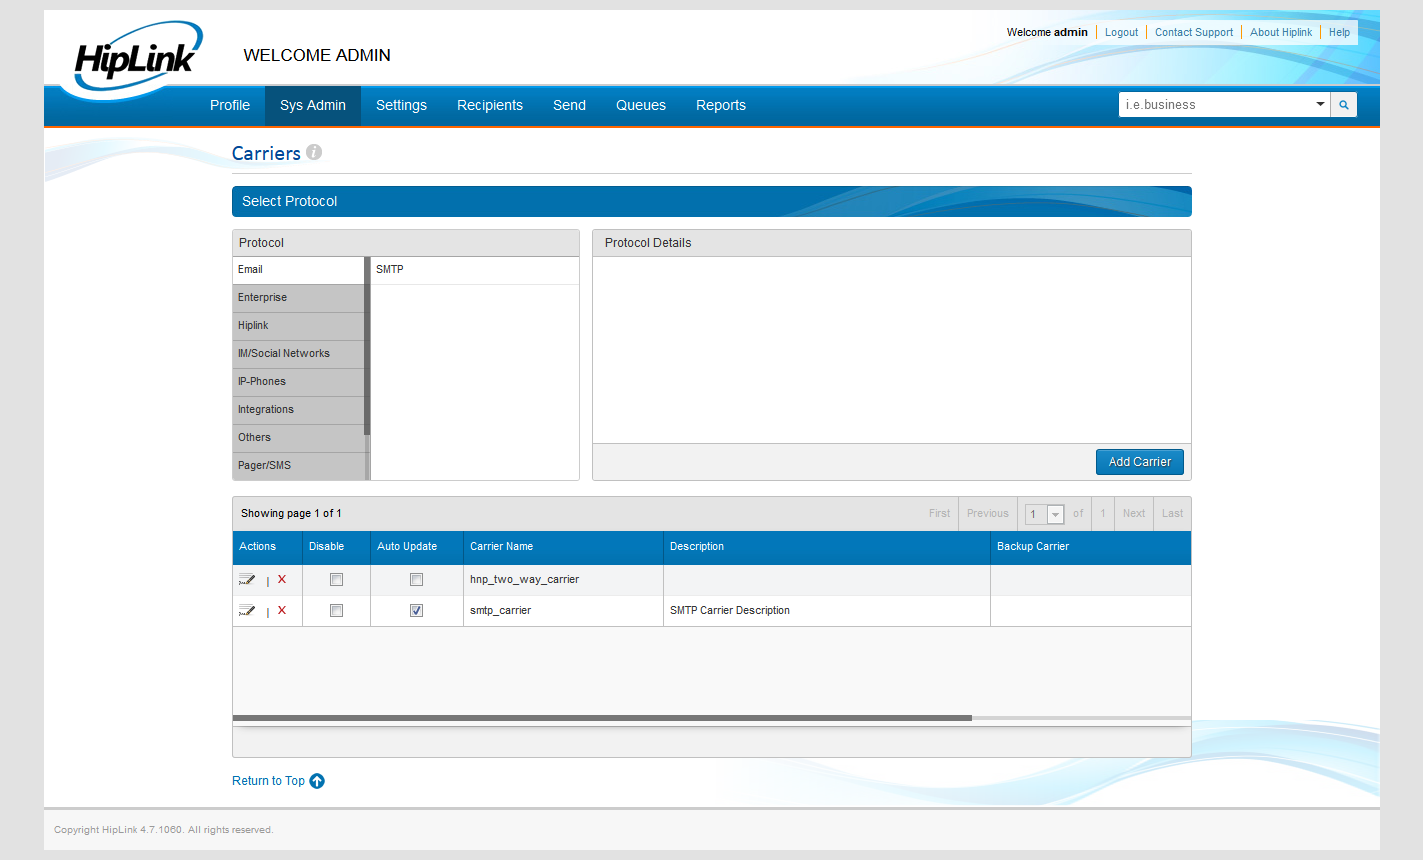 HipLink
WELCOME ADMIN
Welcome admin Logout Contact Support About Hiplink Help
Profile Sys Admin Settings Recipients Send Queues Reports
i.e.business
Carriers i
Select Protocol
Protocol
Email
Enterprise
Hiplink
IM/Social Networks
IP-Phones
Integrations
Others
Pager/SMS
SMTP
Protocol Details
Add Carrier
Showing page 1 of 1
First Previous 1 of 1 Next Last
Actions Disable Auto Update Carrier Name Description Backup Carrier
| X hnp_two_way_carrier
| X smtp_carrier SMTP Carrier Description
Return to Top
Copyright HipLink 4.7.1060. All rights reserved.